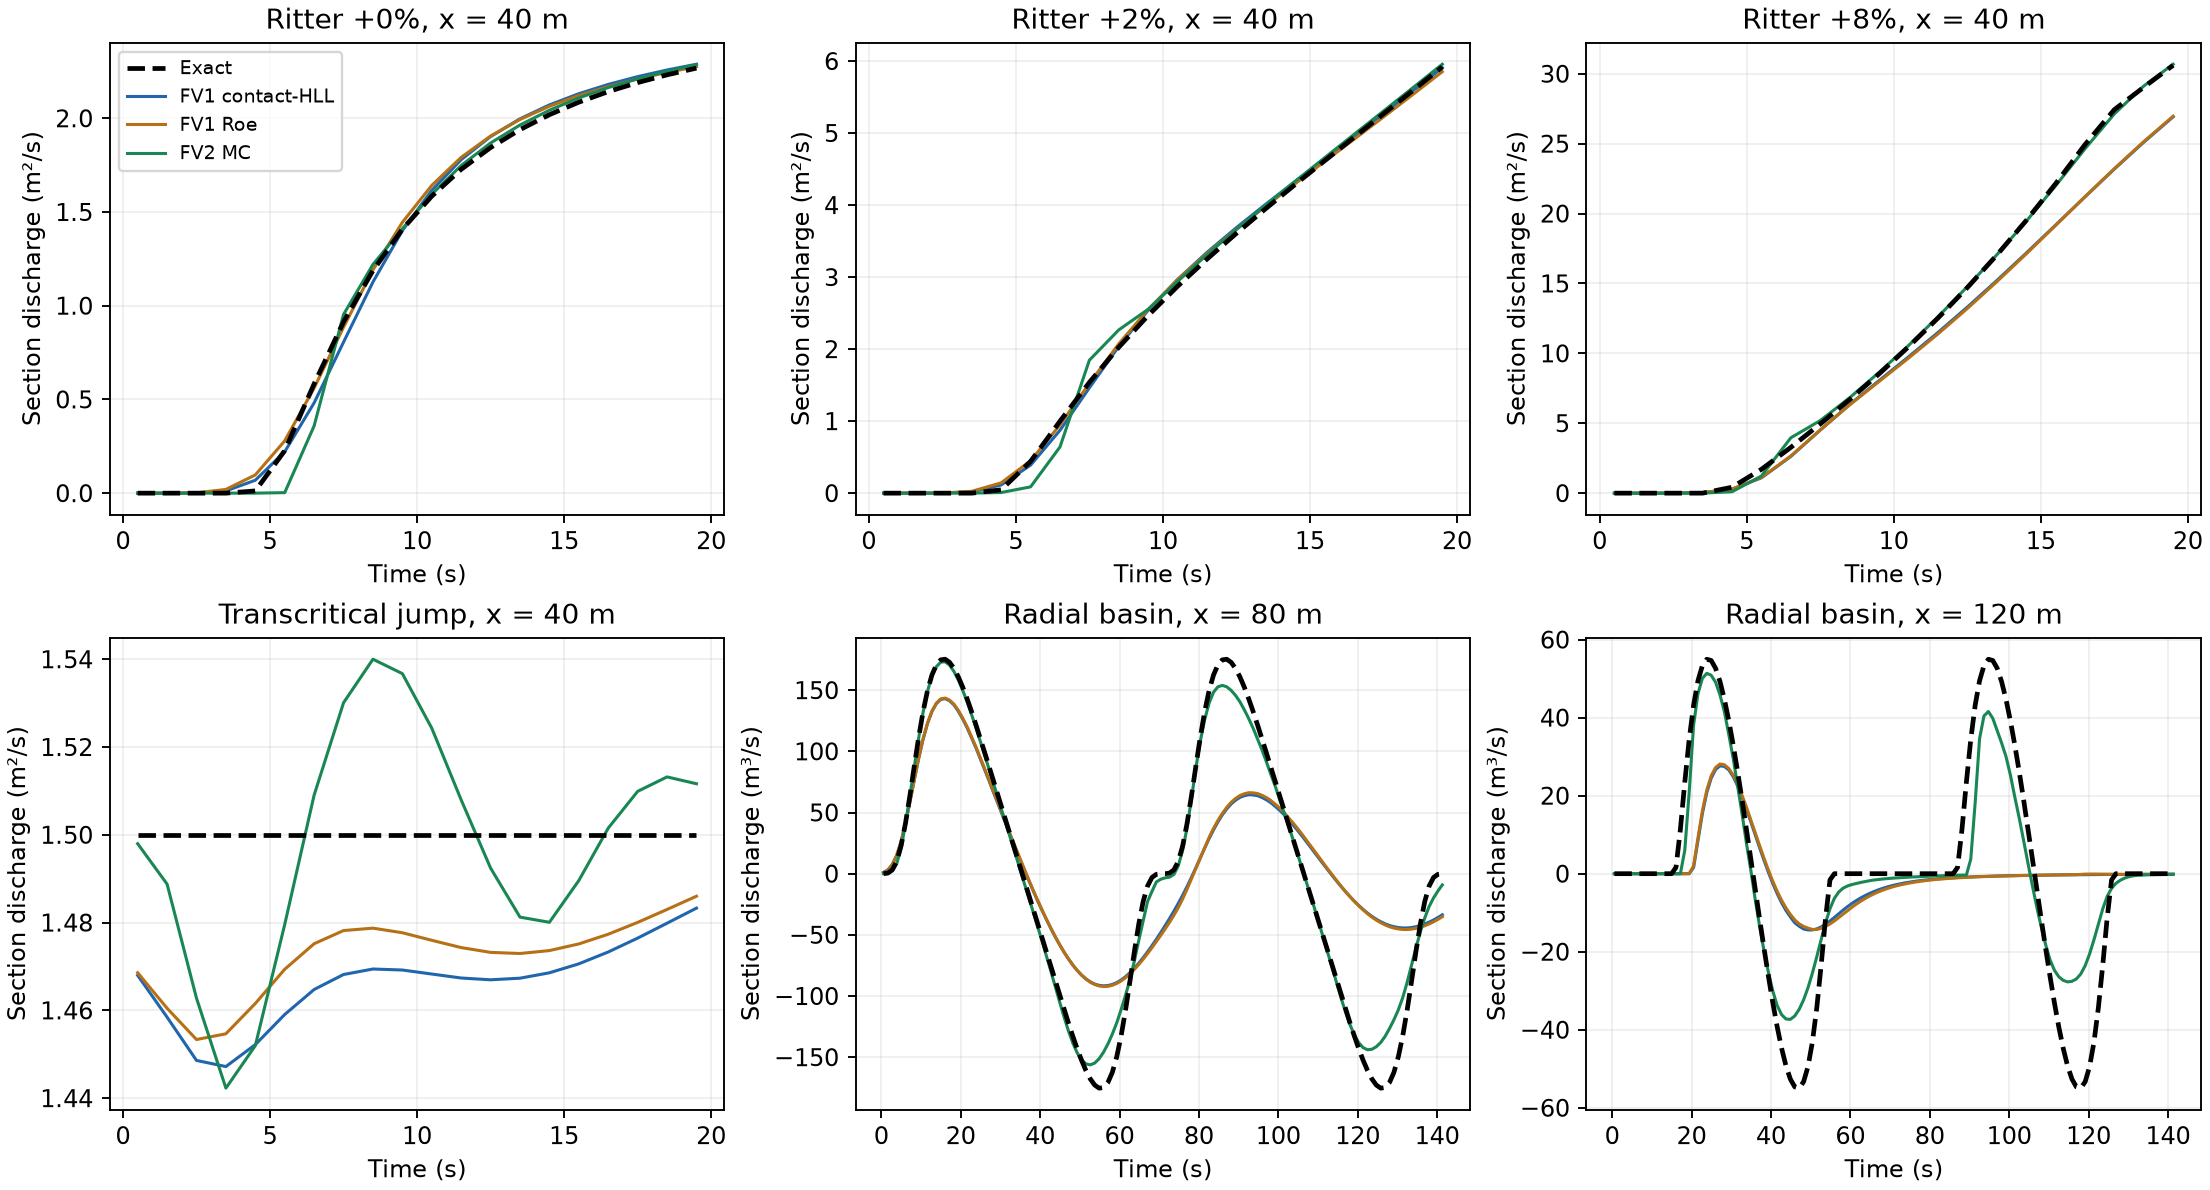 Ritter +0%, x = 40 m
Section discharge (m²/s)
2.0
1.5
1.0
0.5
0.0
Exact
FV1 contact-HLL
FV1 Roe
FV2 MC
0 5 10 15 20
Time (s)
Ritter +2%, x = 40 m
Section discharge (m²/s)
6
5
4
3
2
1
0
0 5 10 15 20
Time (s)
Ritter +8%, x = 40 m
Section discharge (m²/s)
30
25
20
15
10
5
0
0 5 10 15 20
Time (s)
Transcritical jump, x = 40 m
Section discharge (m²/s)
1.54
1.52
1.50
1.48
1.46
1.44
0 5 10 15 20
Time (s)
Radial basin, x = 80 m
Section discharge (m³/s)
150
100
50
0
−50
−100
−150
0 20 40 60 80 100 120 140
Time (s)
Radial basin, x = 120 m
Section discharge (m³/s)
60
40
20
0
−20
−40
−60
0 20 40 60 80 100 120 140
Time (s)